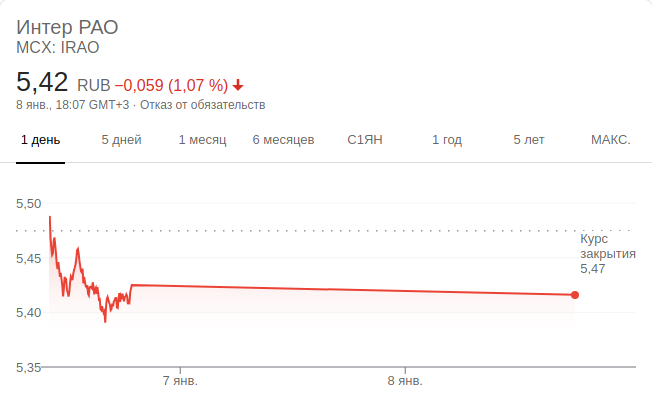 Интер РАО
MCX: IRAO
5,42 RUB −0,059 (1,07 %)
8 янв., 18:07 GMT+3 · Отказ от обязательств
1 день 5 дней 1 месяц 6 месяцев С1ЯН 1 год 5 лет МАКС.
5,50
Курс
закрытия
5,47
5,45
5,40
5,35
7 янв. 8 янв.